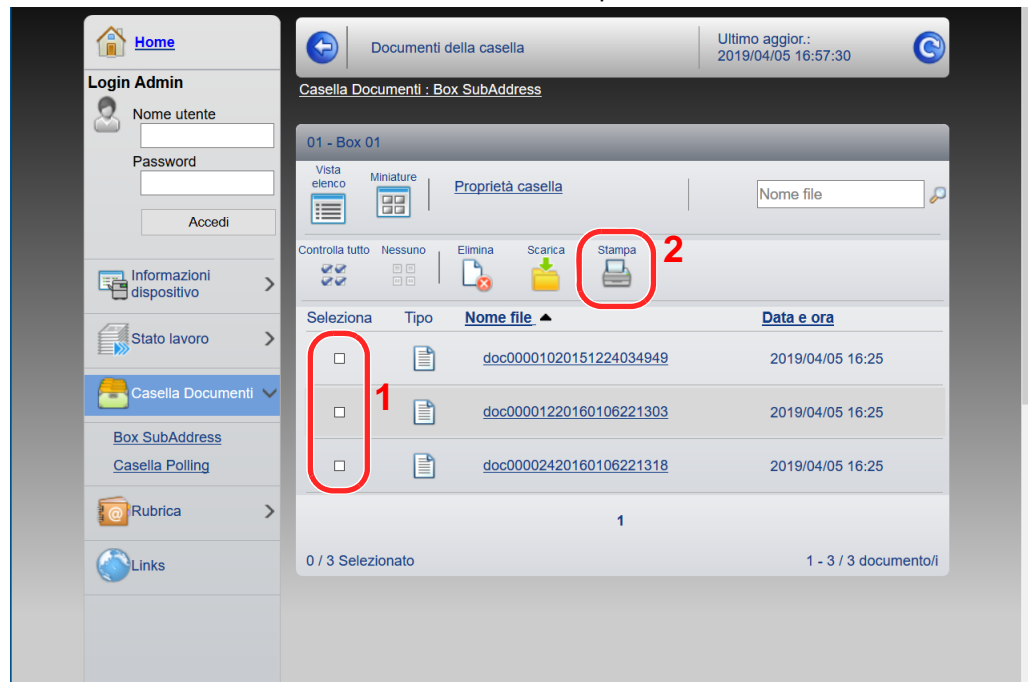 Home
Login Admin
Nome utente
Password
Accedi
Informazioni
dispositivo
Stato lavoro
Casella Documenti
Box SubAddress
Casella Polling
Rubrica
Links
Documenti della casella
Ultimo aggior.:
2019/04/05 16:57:30
Casella Documenti : Box SubAddress
01 - Box 01
Vista
elenco
Miniature
Proprietà casella
Nome file
Controlla tutto Nessuno Elimina Scarica Stampa
2
Seleziona Tipo Nome file Data e ora
doc00001020151224034949 2019/04/05 16:25
1
doc00001220160106221303 2019/04/05 16:25
doc00002420160106221318 2019/04/05 16:25
1
0 / 3 Selezionato 1 - 3 / 3 documento/i